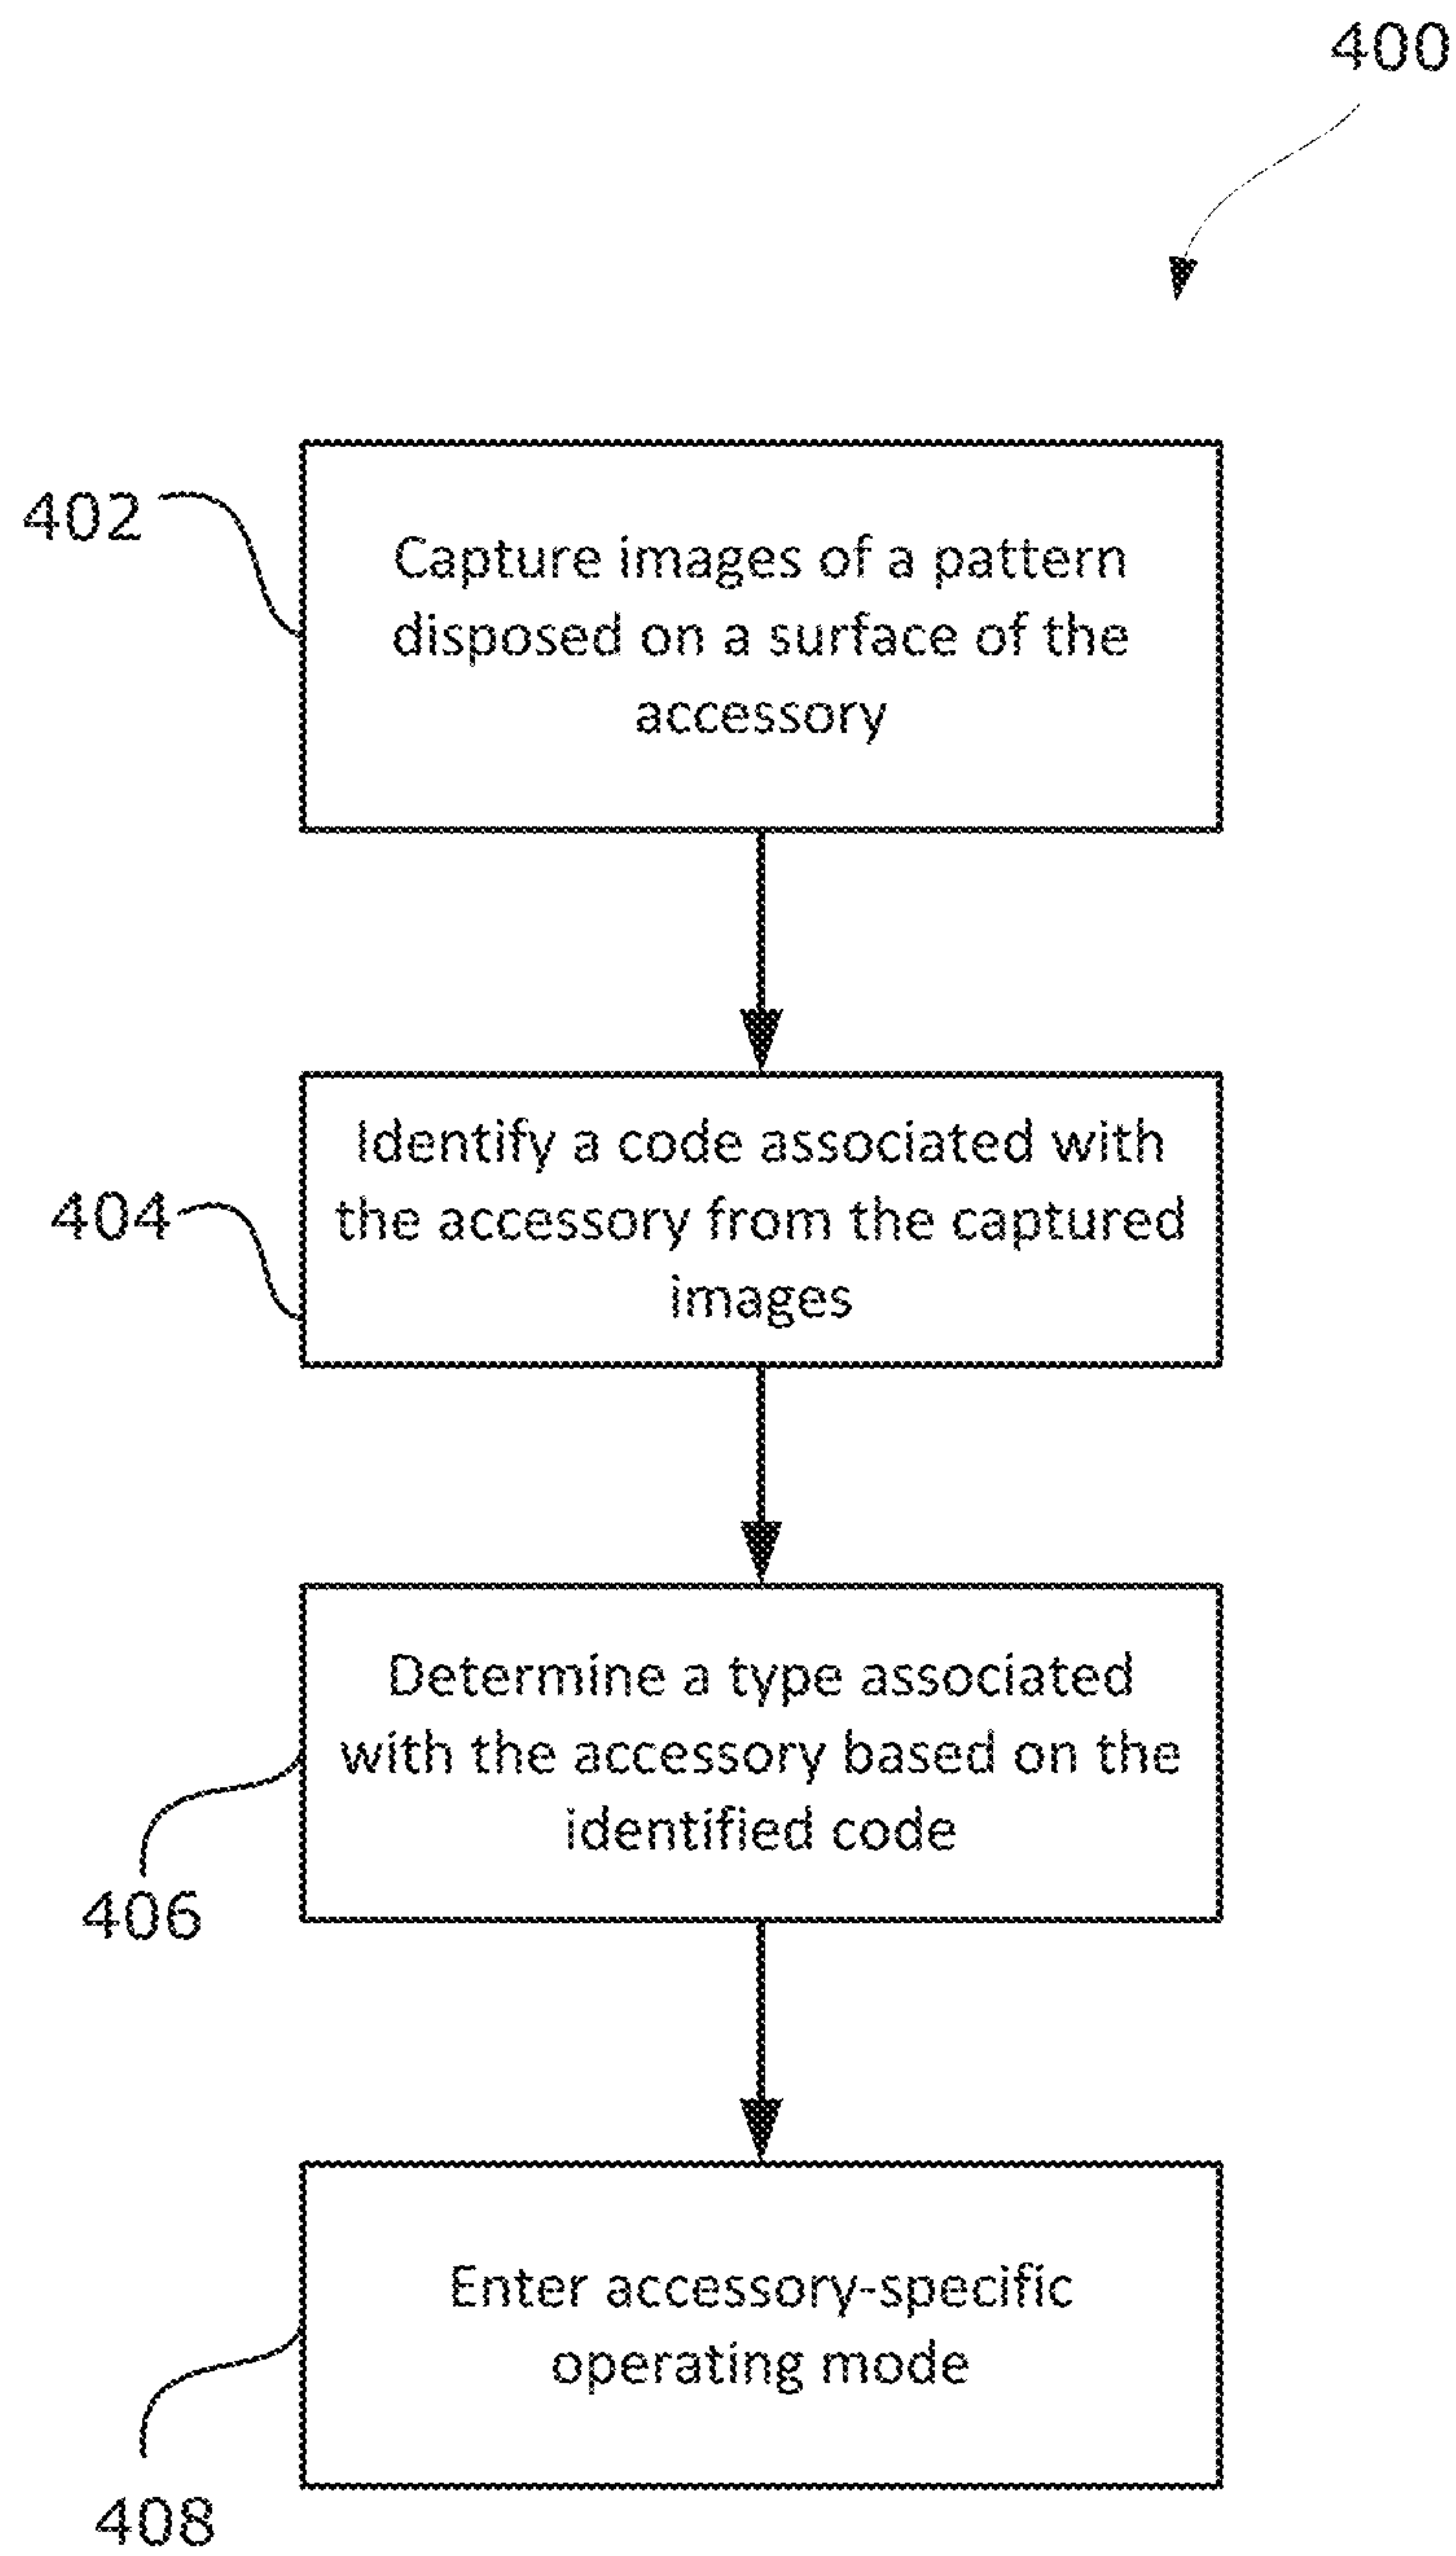 400
402
Capture images of a pattern
disposed on a surface of the
accessory
404
Identify a code associated with
the accessory from the captured
images
406
Determine a type associated
with the accessory based on the
identified code
408
Enter accessory-specific
operating mode